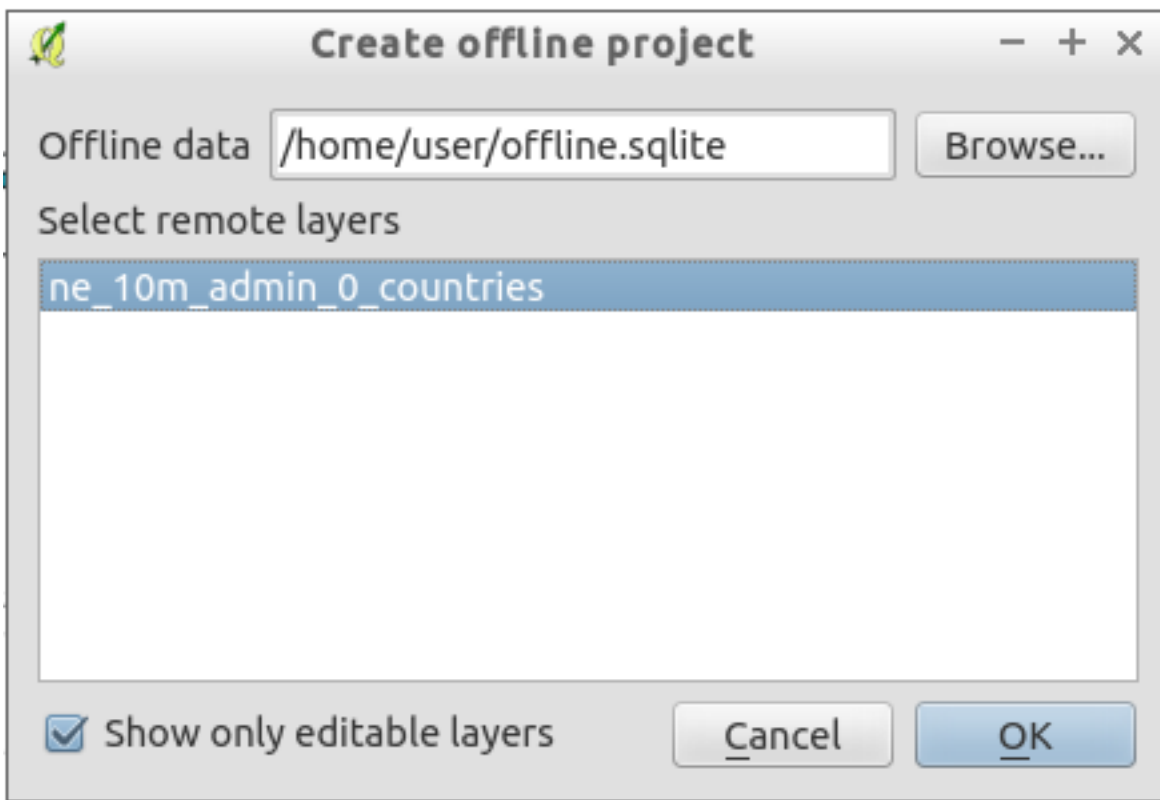 Create offline project
Offline data /home/user/offline.sqlite Browse...
Select remote layers
ne_10m_admin_0_countries
Show only editable layers Cancel OK